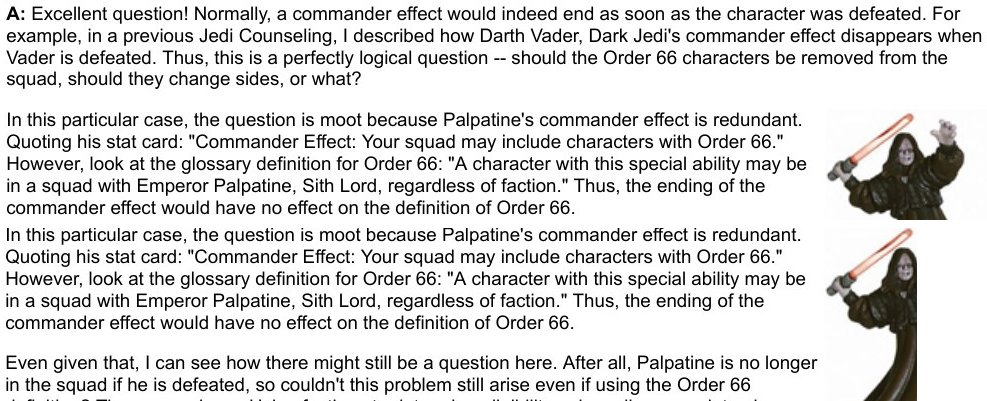 A: Excellent question! Normally, a commander effect would indeed end as soon as the character was defeated. For
example, in a previous Jedi Counseling, I described how Darth Vader, Dark Jedi's commander effect disappears when
Vader is defeated. Thus, this is a perfectly logical question -- should the Order 66 characters be removed from the
squad, should they change sides, or what?
In this particular case, the question is moot because Palpatine's commander effect is redundant.
Quoting his stat card: "Commander Effect: Your squad may include characters with Order 66."
However, look at the glossary definition for Order 66: "A character with this special ability may be
in a squad with Emperor Palpatine, Sith Lord, regardless of faction." Thus, the ending of the
commander effect would have no effect on the definition of Order 66.
In this particular case, the question is moot because Palpatine's commander effect is redundant.
Quoting his stat card: "Commander Effect: Your squad may include characters with Order 66."
However, look at the glossary definition for Order 66: "A character with this special ability may be
in a squad with Emperor Palpatine, Sith Lord, regardless of faction." Thus, the ending of the
commander effect would have no effect on the definition of Order 66.
Even given that, I can see how there might still be a question here. After all, Palpatine is no longer
in the squad if he is defeated, so couldn't this problem still arise even if using the Order 66